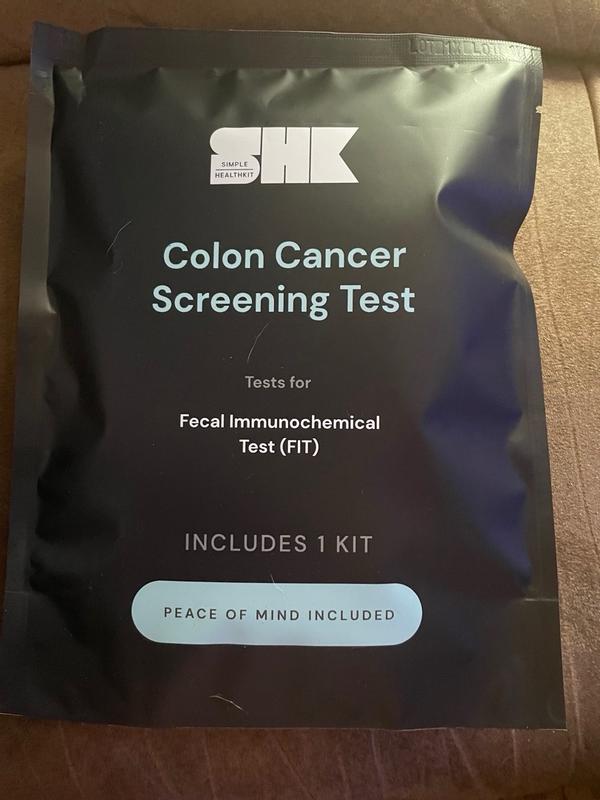 SHK
SIMPLE
HEALTHKIT
Colon Cancer
Screening Test
Tests for
Fecal Immunochemical
Test (FIT)
INCLUDES 1 KIT
PEACE OF MIND INCLUDED